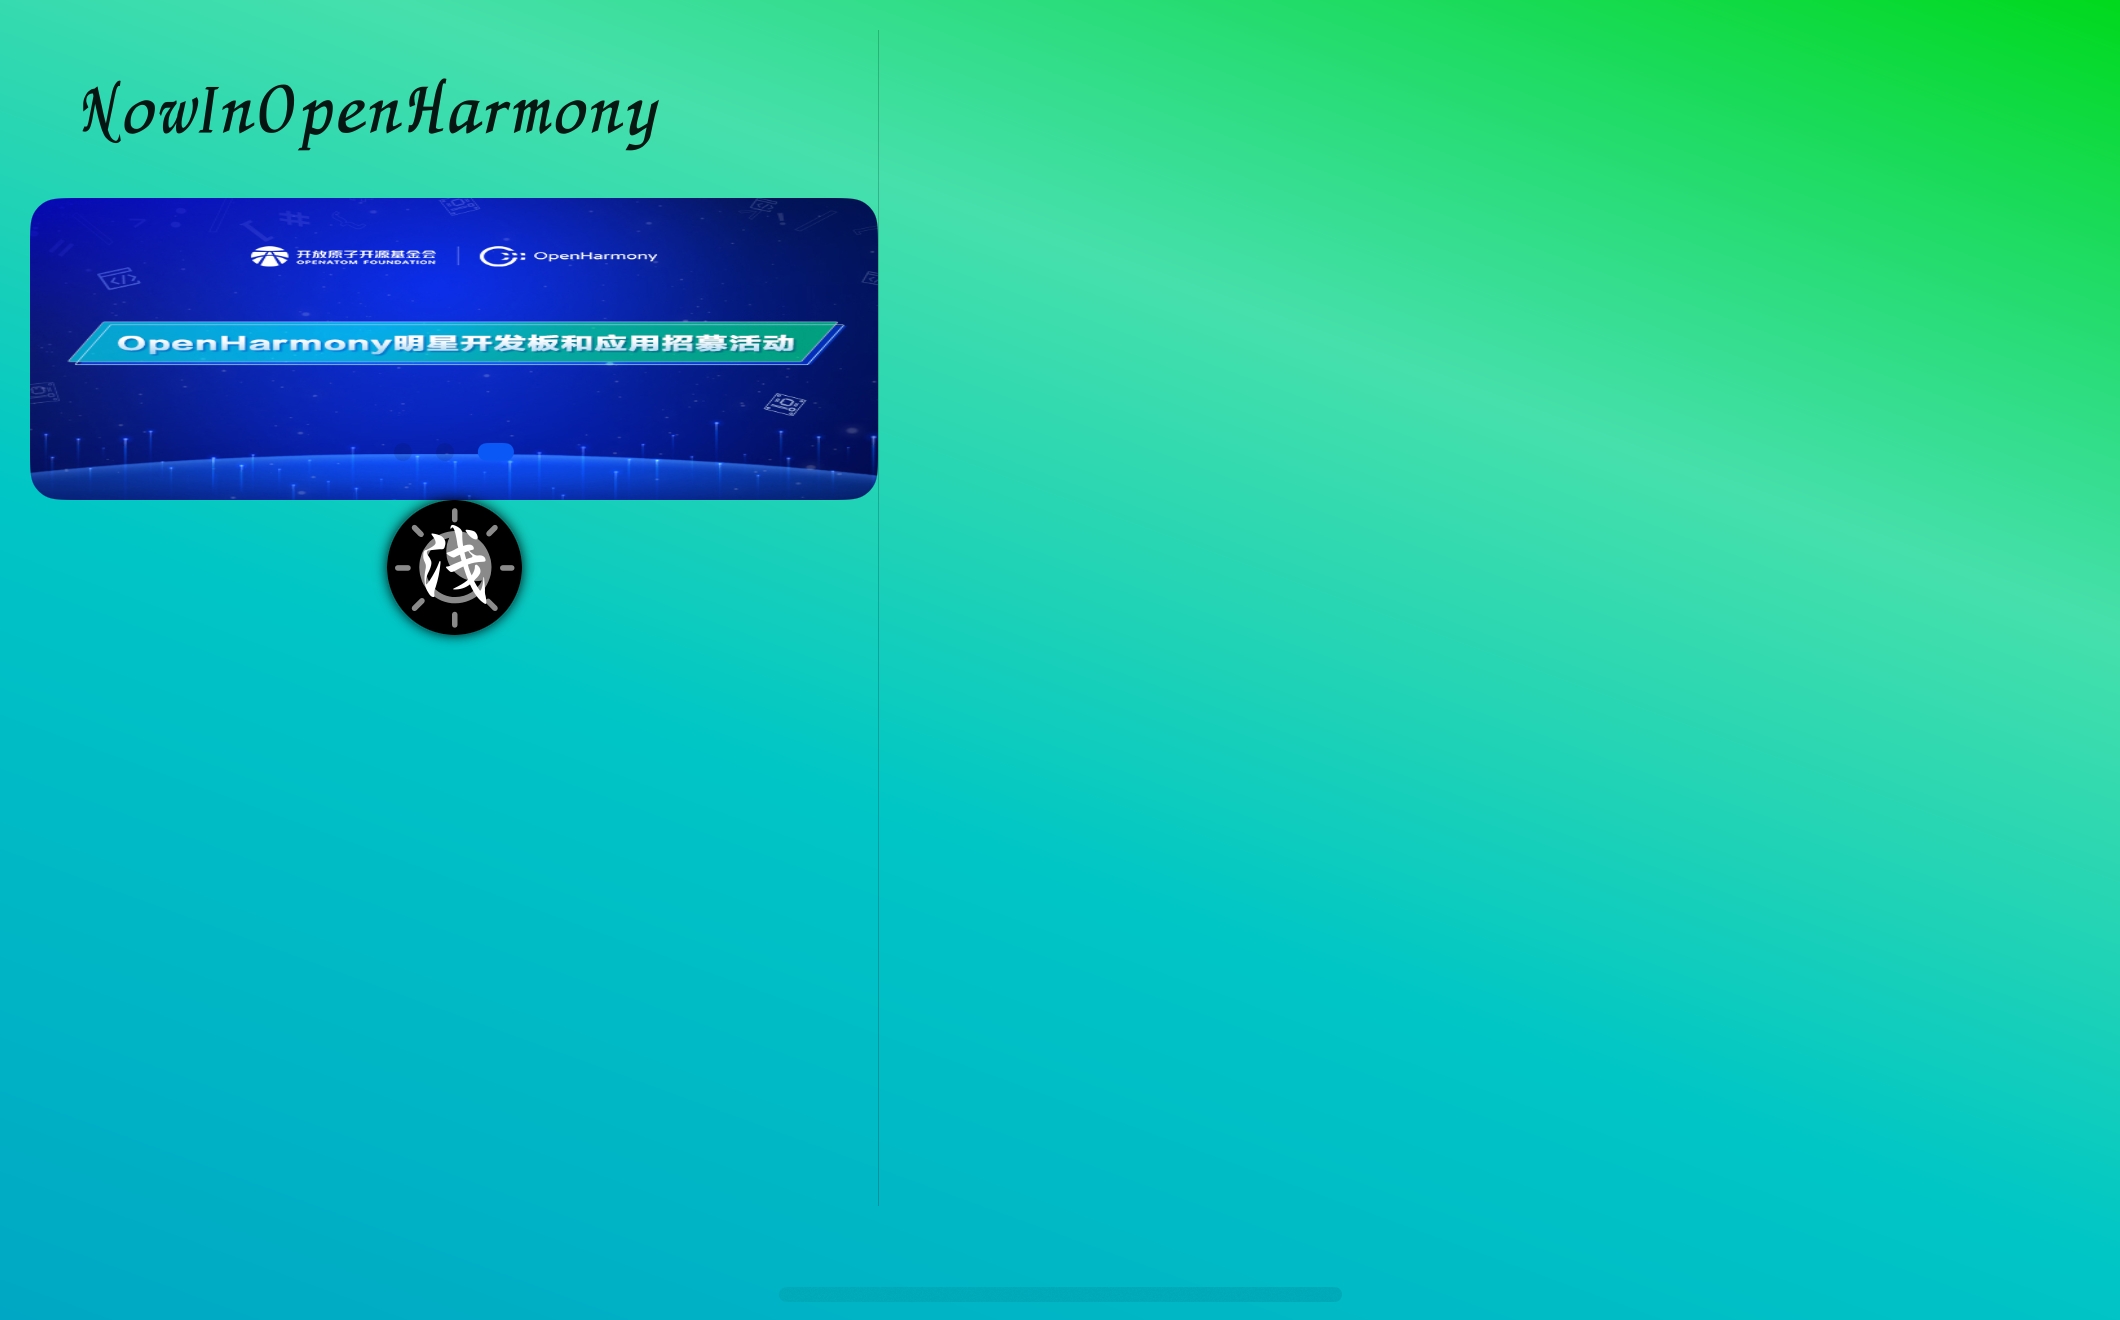 NowInOpenHarmony
开放原子开源基金会
OPENATOM FOUNDATION
OpenHarmony
OpenHarmony明星开发板和应用招募活动
浅